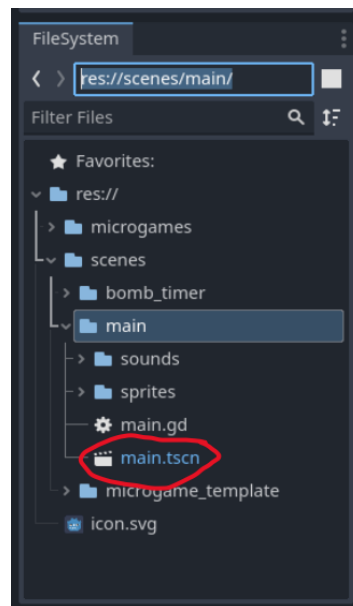 FileSystem
res://scenes/main/
Filter Files
Favorites:
res://
microgames
scenes
bomb_timer
main
sounds
sprites
main.gd
main.tscn
microgame_template
icon.svg